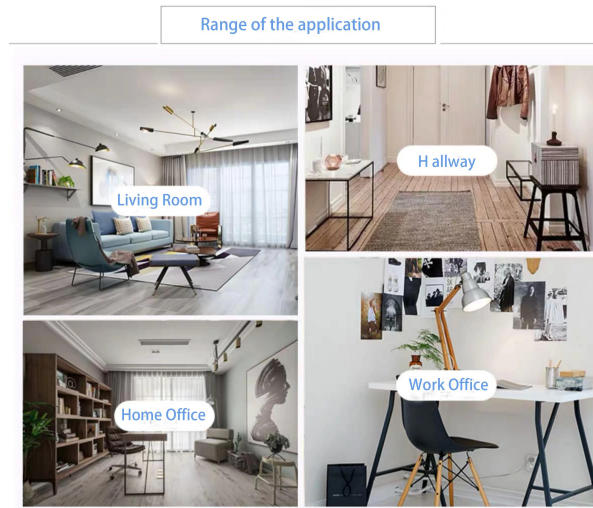 Range of the application
Living Room
H allway
Home Office
Work Office